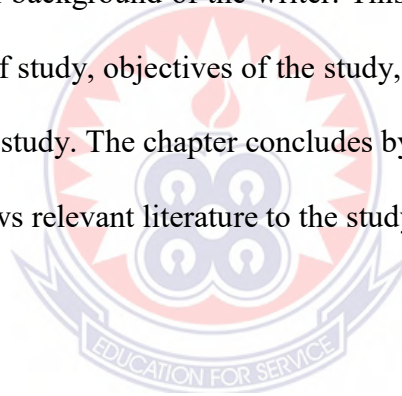 background of the writer. This
f study, objectives of the study,
study. The chapter concludes by
ws relevant literature to the study
EDUCATION FOR SERVICE